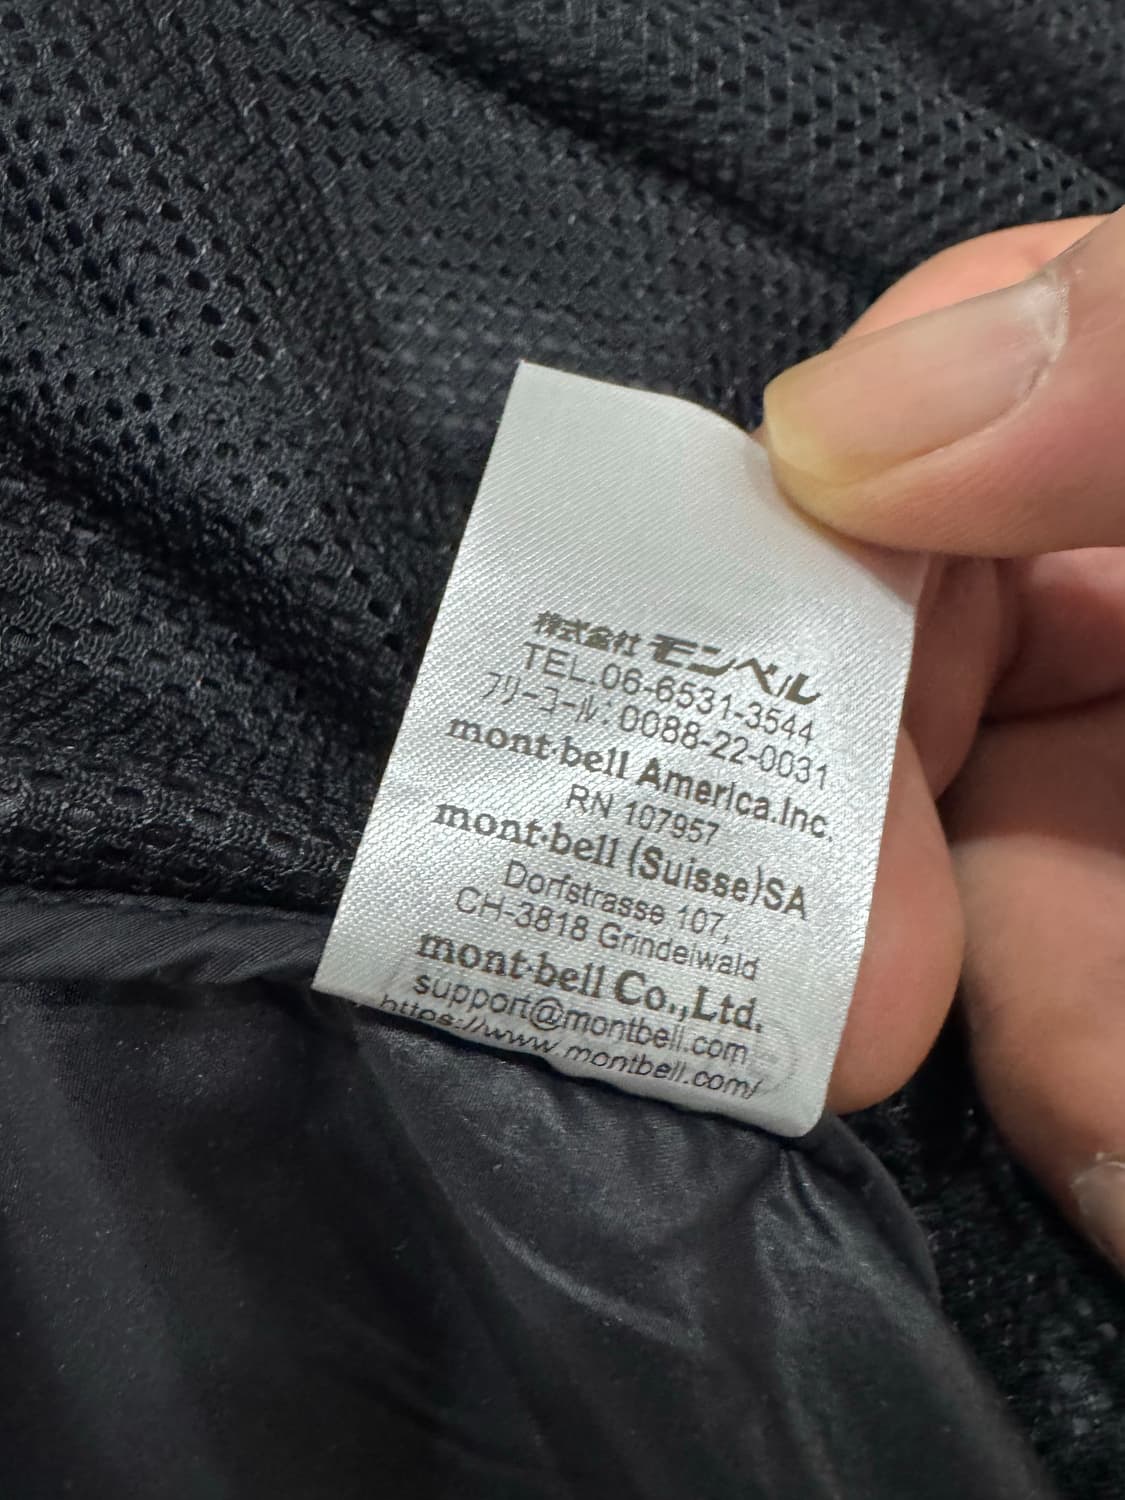 株式会社 モンベル
TEL.06-6531-3544
フリーコール:0088-22-0031
mont·bell America.Inc.
RN 107957
mont·bell (Suisse)SA
Dorfstrasse 107,
CH-3818 Grindelwald
mont·bell Co.,Ltd.
support@montbell.com
https://www.montbell.com/